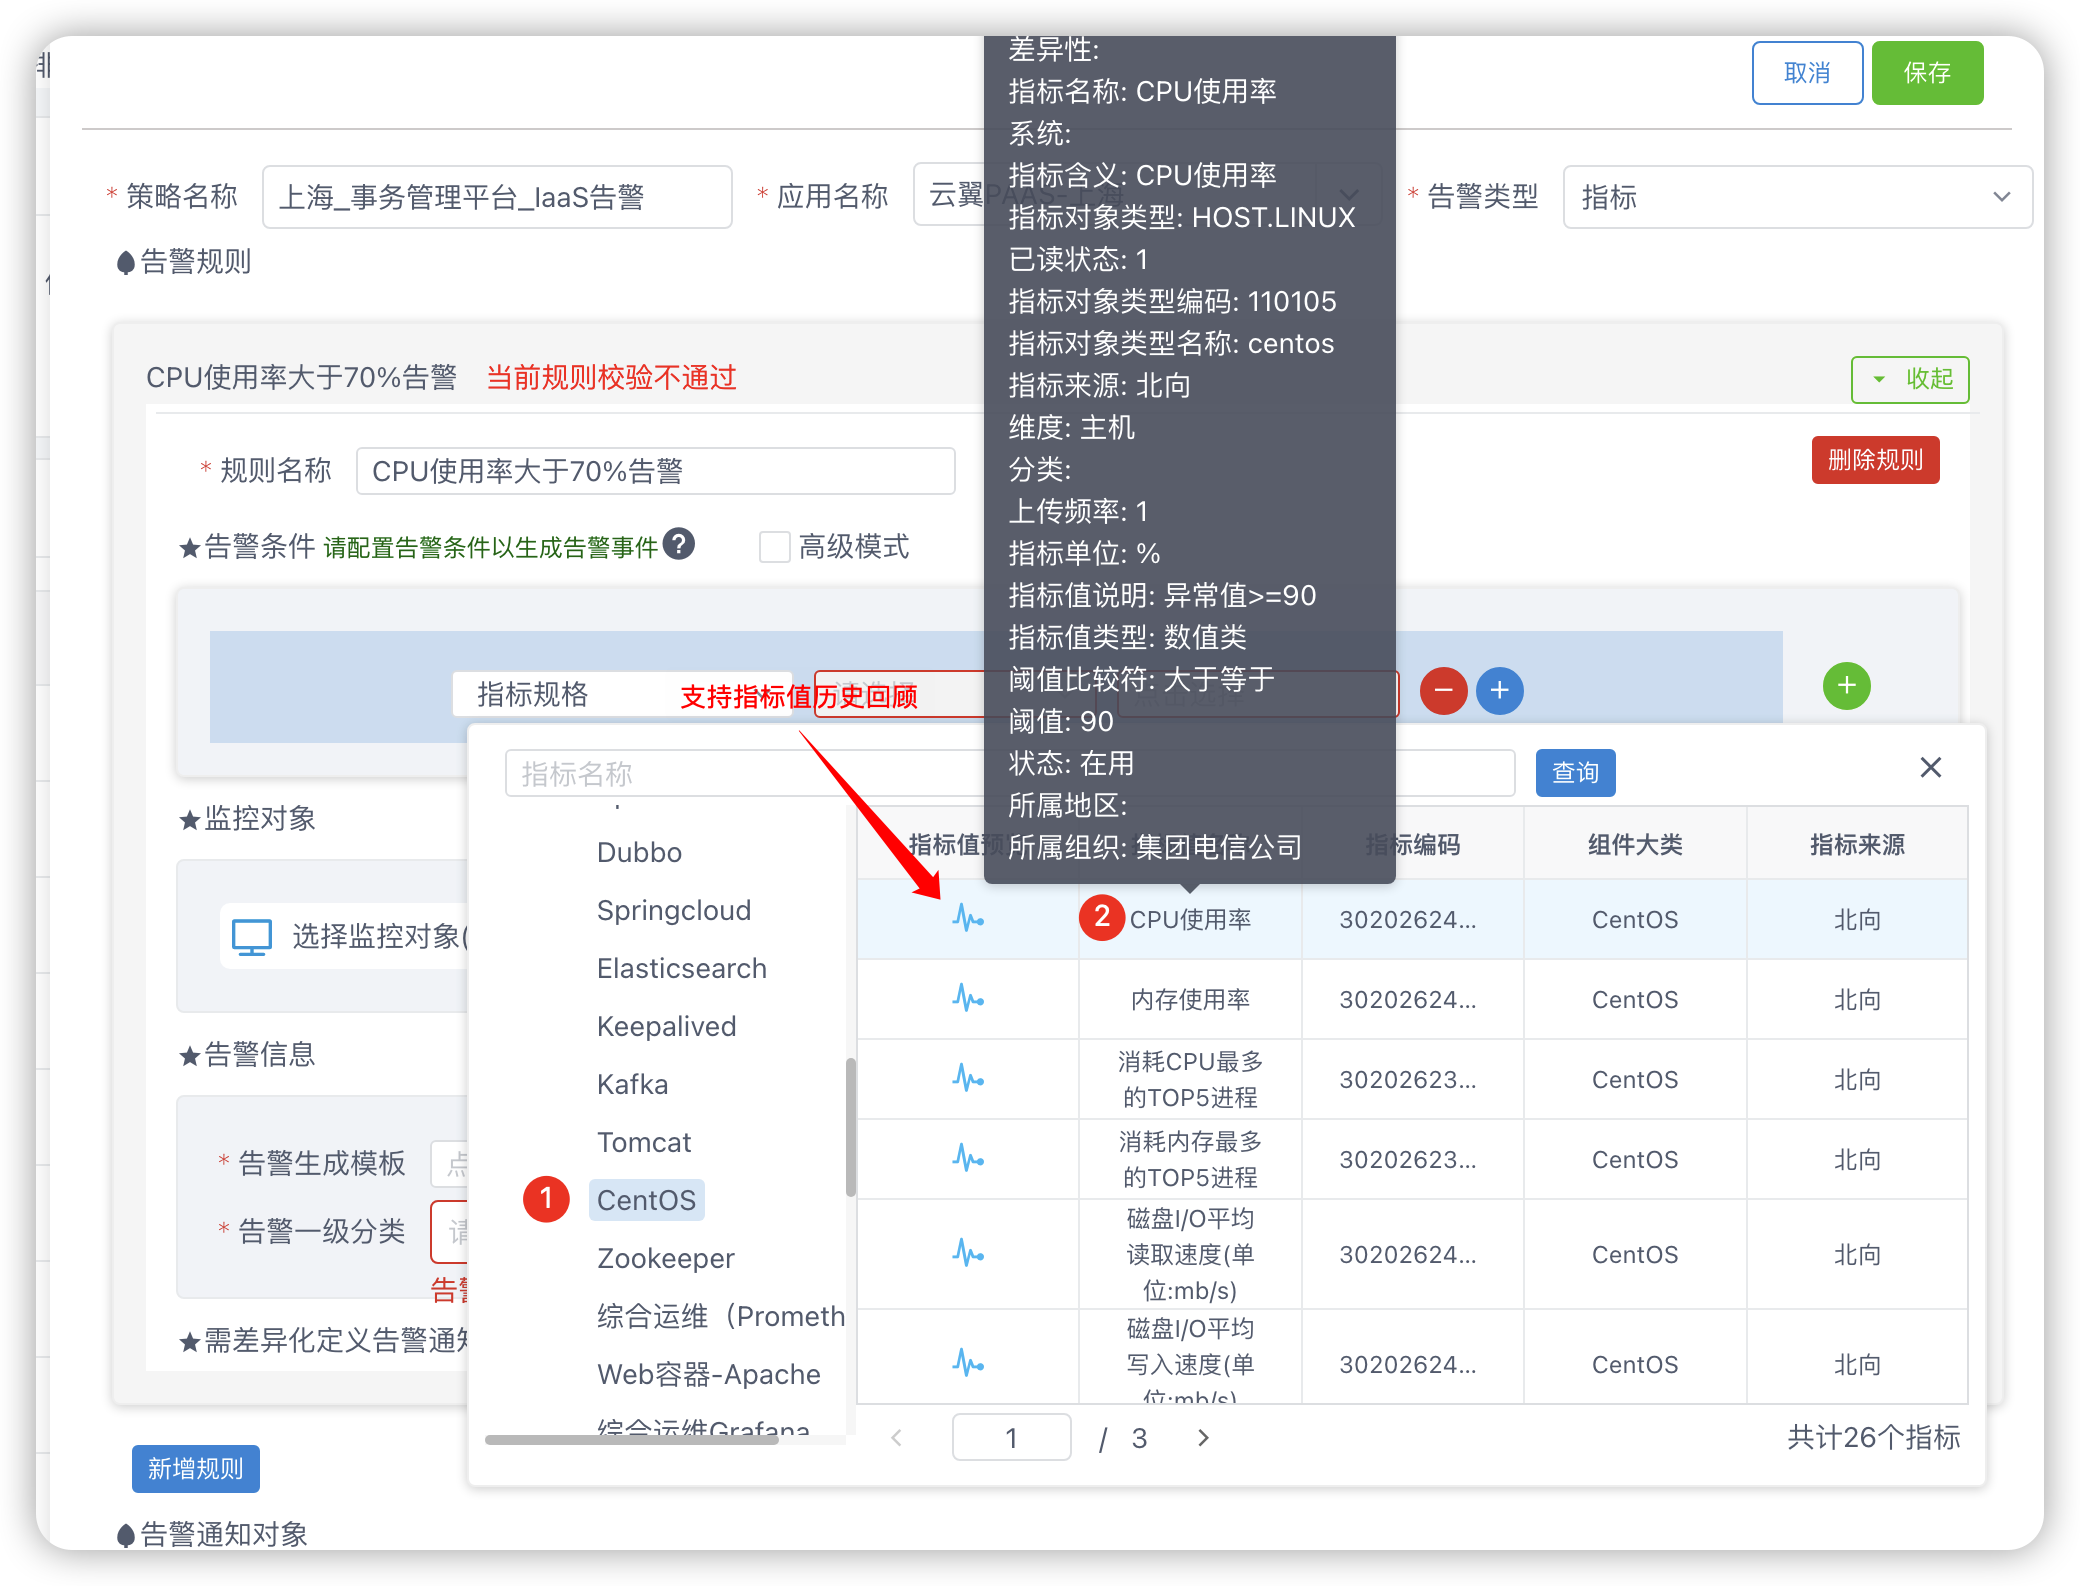 取消
保存
* 策略名称
上海_事务管理平台_IaaS告警
* 应用名称
云翼PAAS-上海
* 告警类型
指标
告警规则
差异性:
指标名称: CPU使用率
系统:
指标含义: CPU使用率
指标对象类型: HOST.LINUX
已读状态: 1
指标对象类型编码: 110105
指标对象类型名称: centos
指标来源: 北向
维度: 主机
分类:
上传频率: 1
指标单位: %
指标值说明: 异常值>=90
指标值类型: 数值类
阈值比较符: 大于等于
阈值: 90
状态: 在用
所属地区:
所属组织: 集团电信公司
CPU使用率大于70%告警 当前规则校验不通过
收起
* 规则名称
CPU使用率大于70%告警
删除规则
告警条件 请配置告警条件以生成告警事件 ?
高级模式
指标规格
支持指标值历史回顾
指标名称
查询
监控对象
选择监控对象(
告警信息
* 告警生成模板
点
* 告警一级分类
请
告警
需差异化定义告警通知
Dubbo
Springcloud
Elasticsearch
Keepalived
Kafka
Tomcat
1
CentOS
Zookeeper
综合运维（Prometh
Web容器-Apache
综合运维Grafana
指标值预
指标编码
组件大类
指标来源
2
CPU使用率
30202624...
CentOS
北向
内存使用率
30202624...
CentOS
北向
消耗CPU最多
的TOP5进程
30202623...
CentOS
北向
消耗内存最多
的TOP5进程
30202623...
CentOS
北向
磁盘I/O平均
读取速度(单
位:mb/s)
30202624...
CentOS
北向
磁盘I/O平均
写入速度(单
位:mb/s)
30202624...
CentOS
北向
1 / 3
共计26个指标
新增规则
告警通知对象